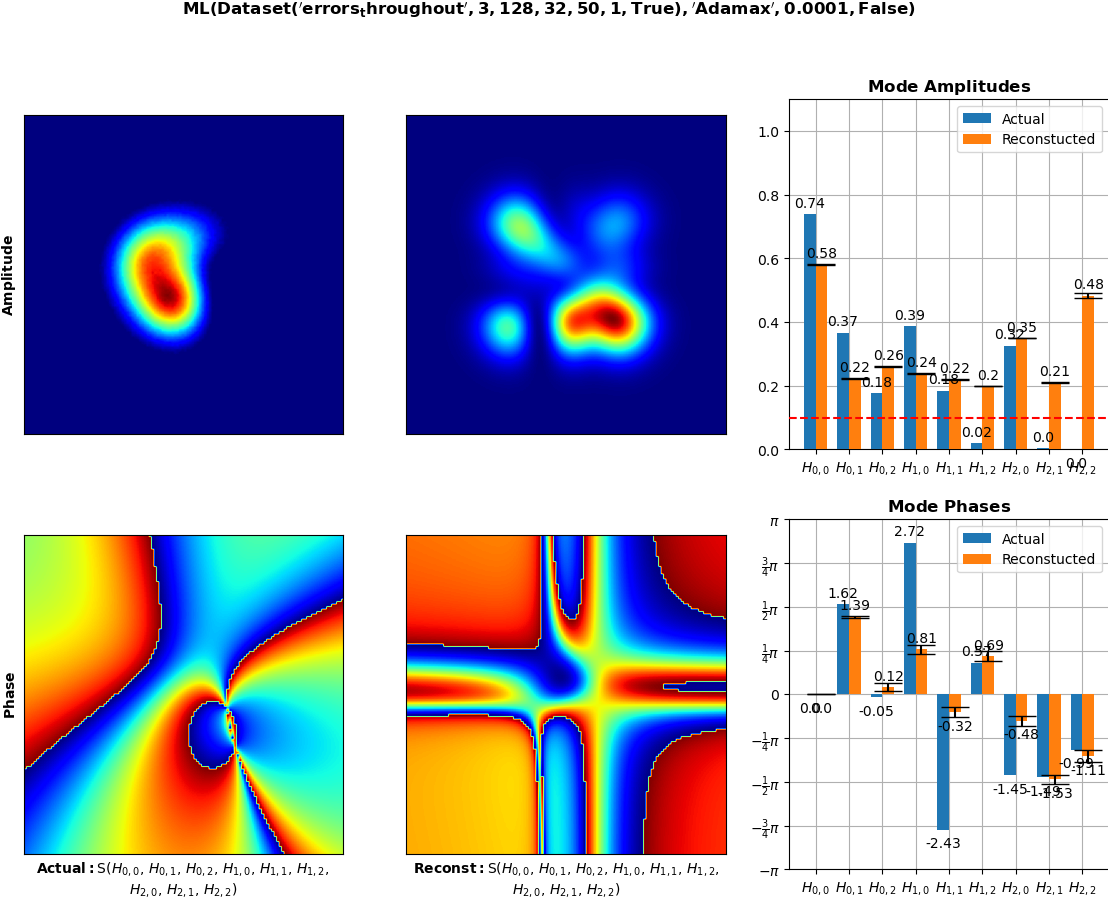 ML(Dataset('errors_throughout', 3, 128, 32, 50, 1, True), 'Adamax', 0.0001, False)
Amplitude
Mode Amplitudes
Actual
Reconstucted
1.0
0.8
0.6
0.4
0.2
0.0
0.74
0.58
0.37
0.22
0.18
0.26
0.39
0.24
0.18
0.22
0.02
0.2
0.32
0.35
0.0
0.21
0.0
0.48
H0,0 H0,1 H0,2 H1,0 H1,1 H1,2 H2,0 H2,1 H2,2
Phase
Actual: S(H0,0, H0,1, H0,2, H1,0, H1,1, H1,2,
H2,0, H2,1, H2,2)
Reconst: S(H0,0, H0,1, H0,2, H1,0, H1,1, H1,2,
H2,0, H2,1, H2,2)
Mode Phases
Actual
Reconstucted
π
3/4π
1/2π
1/4π
0
−1/4π
−1/2π
−3/4π
−π
0.0
0.0
1.62
1.39
-0.05
0.12
2.72
0.81
-2.43
-0.32
0.69
-1.45
-0.48
-1.49
-1.53
-0.99
-1.11
H0,0 H0,1 H0,2 H1,0 H1,1 H1,2 H2,0 H2,1 H2,2